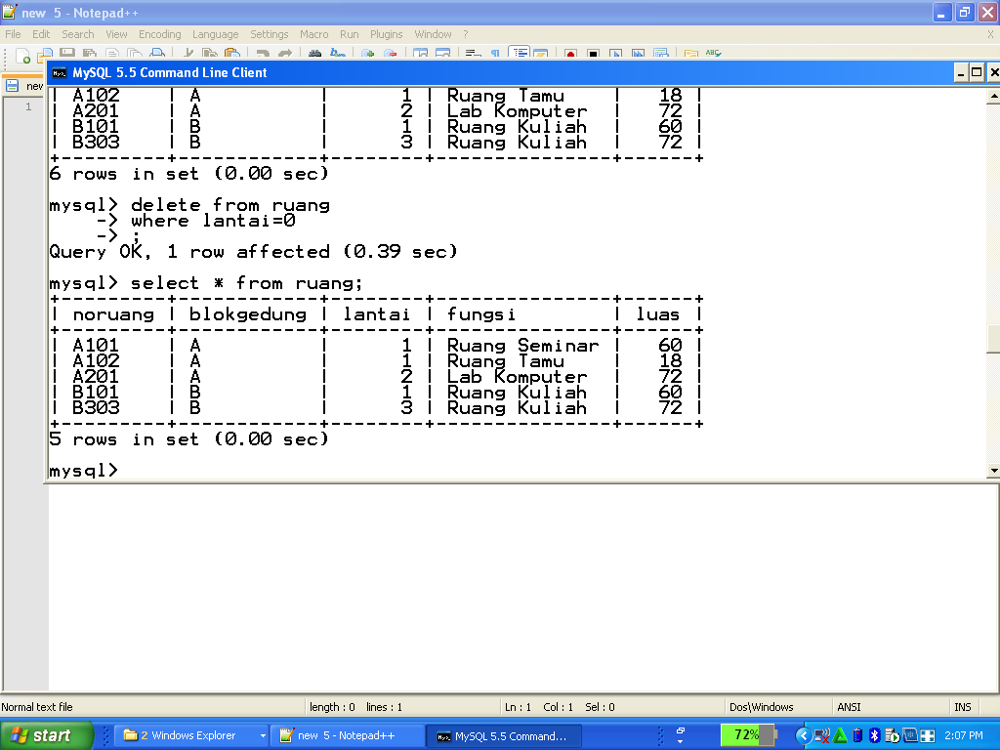 new  5 - Notepad++
File Edit Search View Encoding Language Settings Macro Run Plugins Window ? X
new
1
MySQL 5.5 Command Line Client
| A102    | A          |      1 | Ruang Tamu    |   18 |
| A201    | A          |      2 | Lab Komputer  |   72 |
| B101    | B          |      1 | Ruang Kuliah  |   60 |
| B303    | B          |      3 | Ruang Kuliah  |   72 |
+---------+------------+--------+---------------+------+
6 rows in set (0.00 sec)
mysql> delete from ruang
    -> where lantai=0
    -> ;
Query OK, 1 row affected (0.39 sec)
mysql> select * from ruang;
+---------+------------+--------+---------------+------+
| noruang | blokgedung | lantai | fungsi        | luas |
+---------+------------+--------+---------------+------+
| A101    | A          |      1 | Ruang Seminar |   60 |
| A102    | A          |      1 | Ruang Tamu    |   18 |
| A201    | A          |      2 | Lab Komputer  |   72 |
| B101    | B          |      1 | Ruang Kuliah  |   60 |
| B303    | B          |      3 | Ruang Kuliah  |   72 |
+---------+------------+--------+---------------+------+
5 rows in set (0.00 sec)
mysql>
Normal text file length : 0 lines : 1 Ln : 1 Col : 1 Sel : 0 Dos\Windows ANSI INS
start 2 Windows Explorer new 5 - Notepad++ MySQL 5.5 Command... 72% 2:07 PM